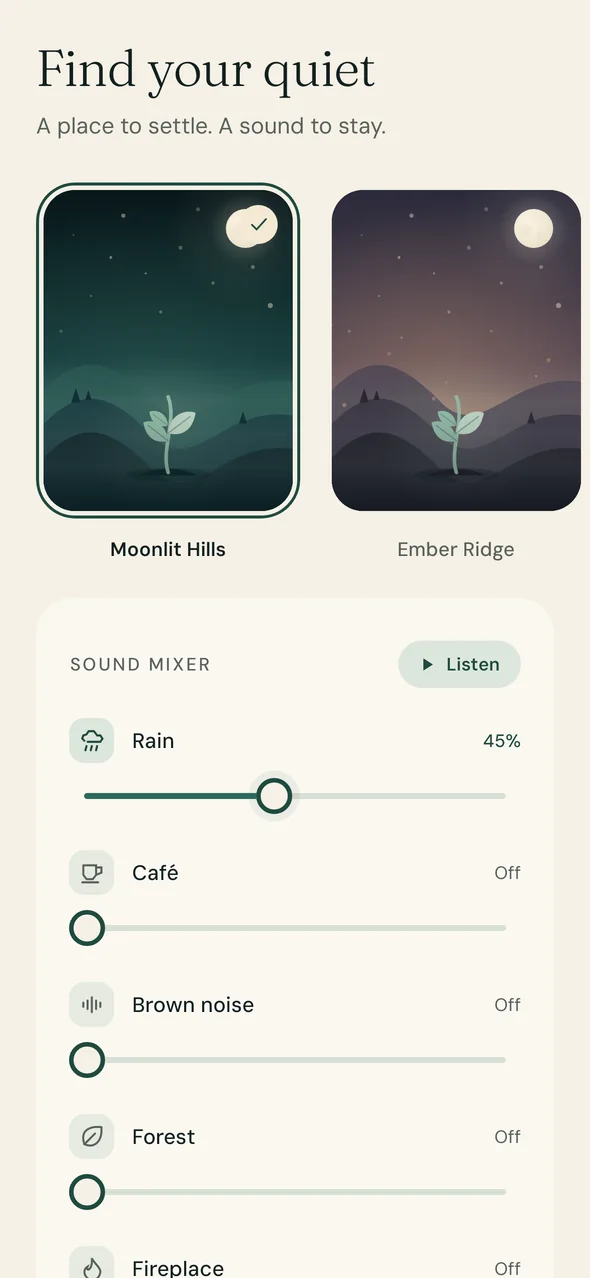 Find your quiet
A place to settle. A sound to stay.
Moonlit Hills
Ember Ridge
SOUND MIXER
Listen
Rain
45%
Café
Off
Brown noise
Off
Forest
Off
Fireplace
Off